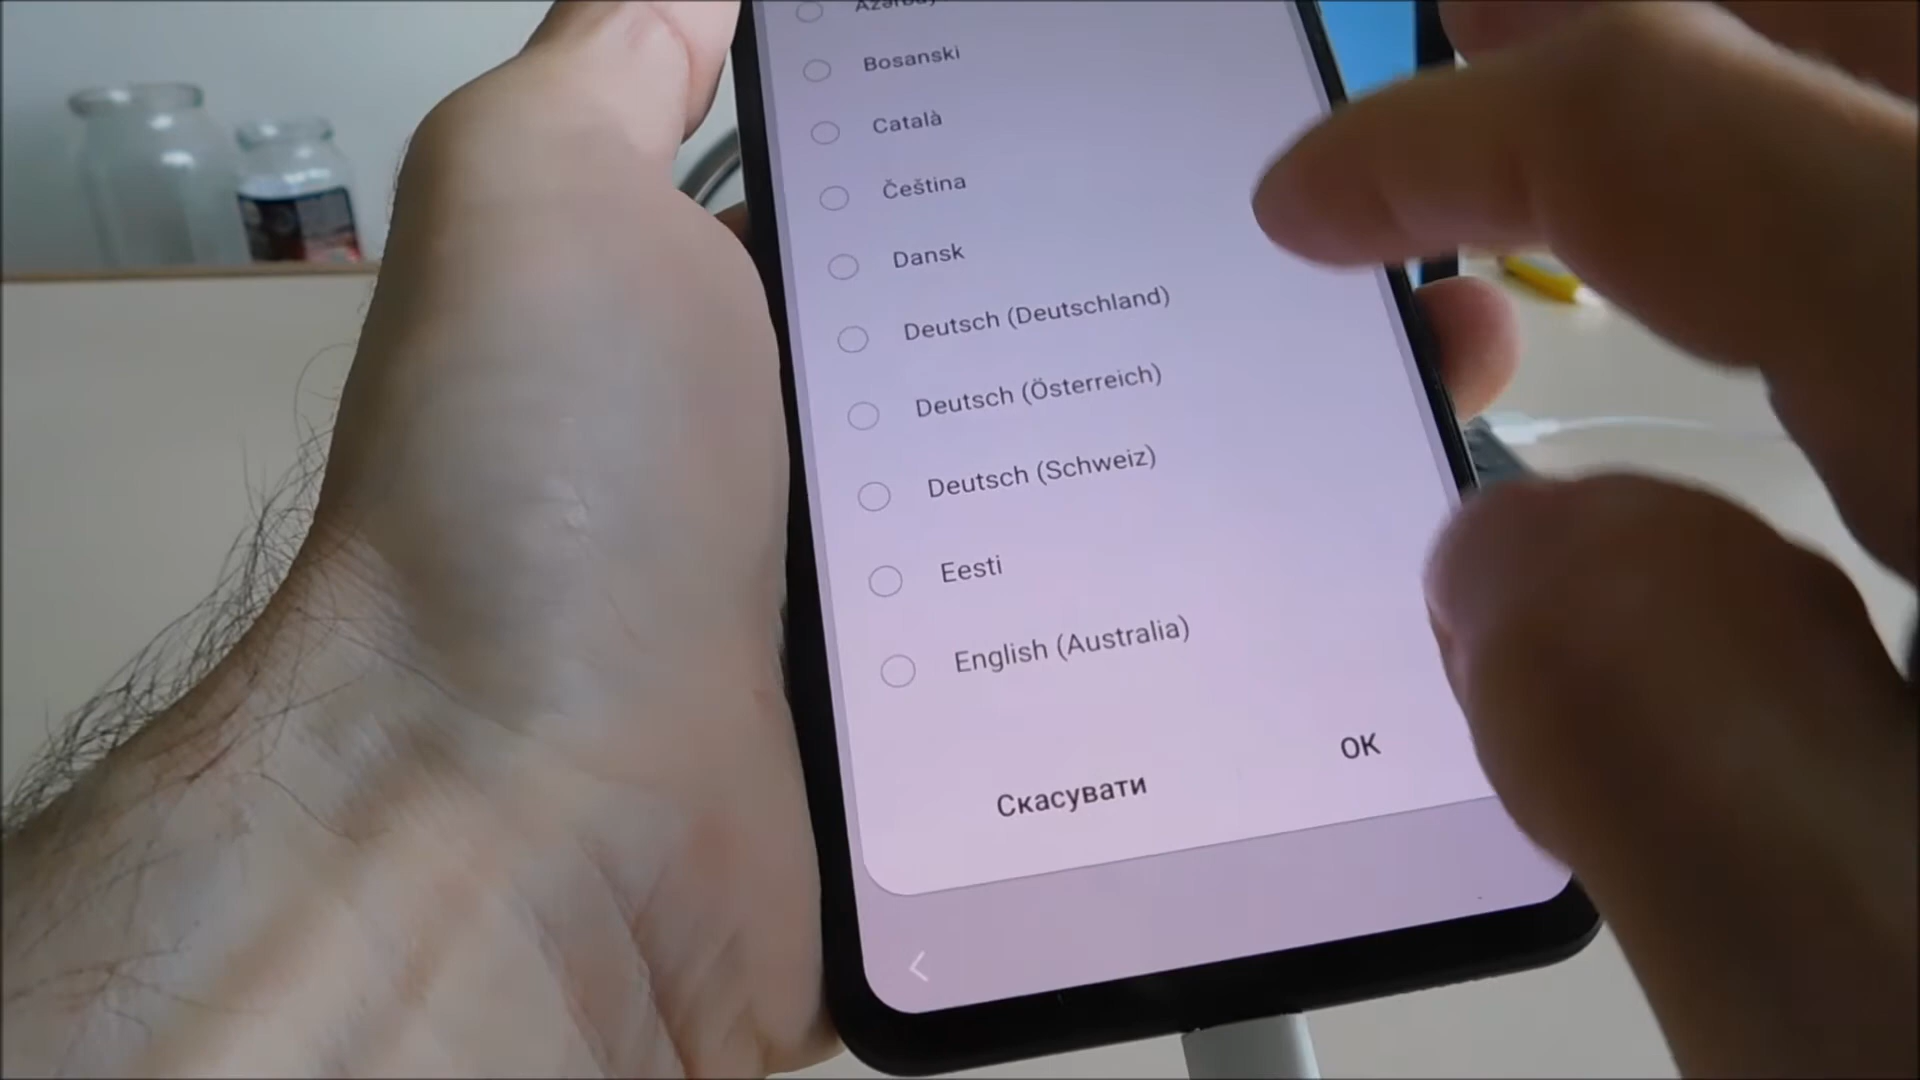 Bosanski
Català
Čeština
Dansk
Deutsch (Deutschland)
Deutsch (Österreich)
Deutsch (Schweiz)
Eesti
English (Australia)
Скасувати
OK